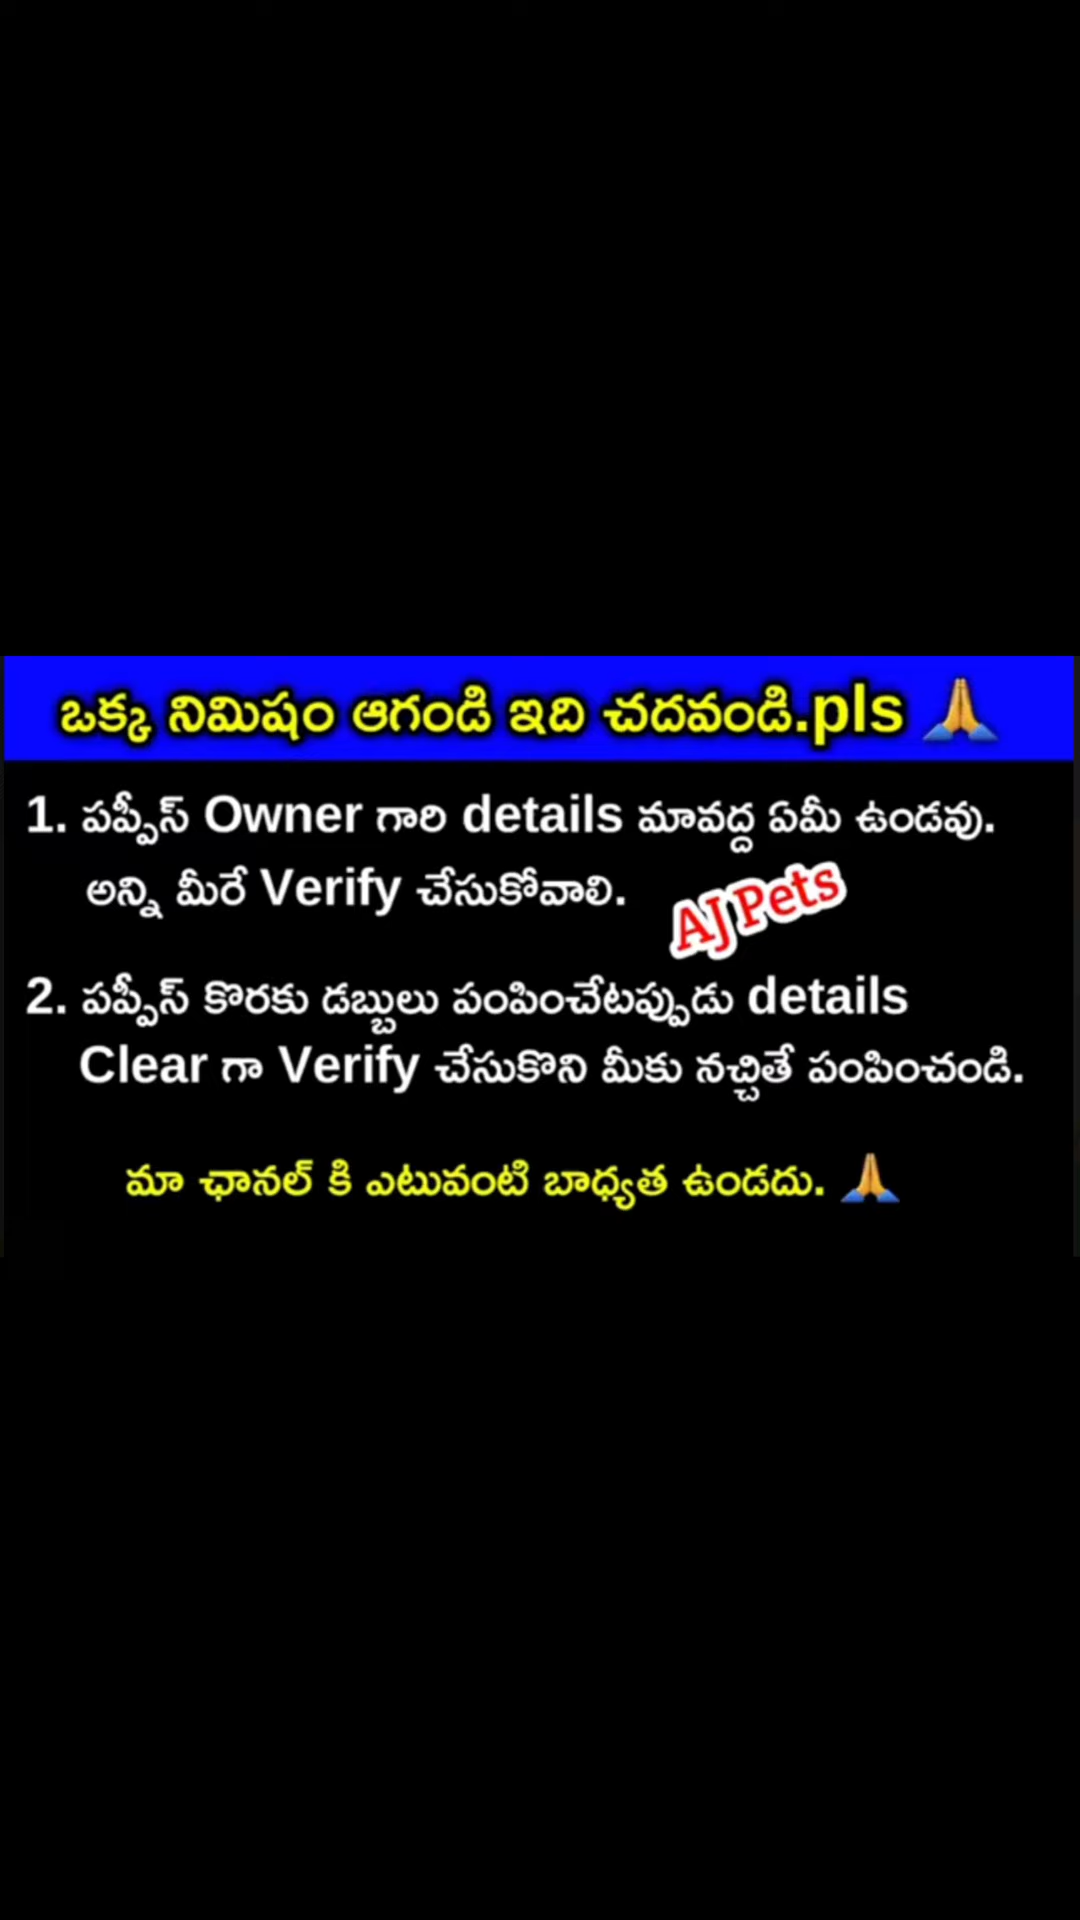 ఒక్క నిమిషం ఆగండి ఇది చదవండి.pls 🙏
1. పప్పీస్ Owner గారి details మావద్ద ఏమీ ఉండవు.
అన్ని మీరే Verify చేసుకోవాలి.
AJ Pets
2. పప్పీస్ కొరకు డబ్బులు పంపించేటప్పుడు details
Clear గా Verify చేసుకొని మీకు నచ్చితే పంపించండి.
మా ఛానల్ కి ఎటువంటి బాధ్యత ఉండదు. 🙏